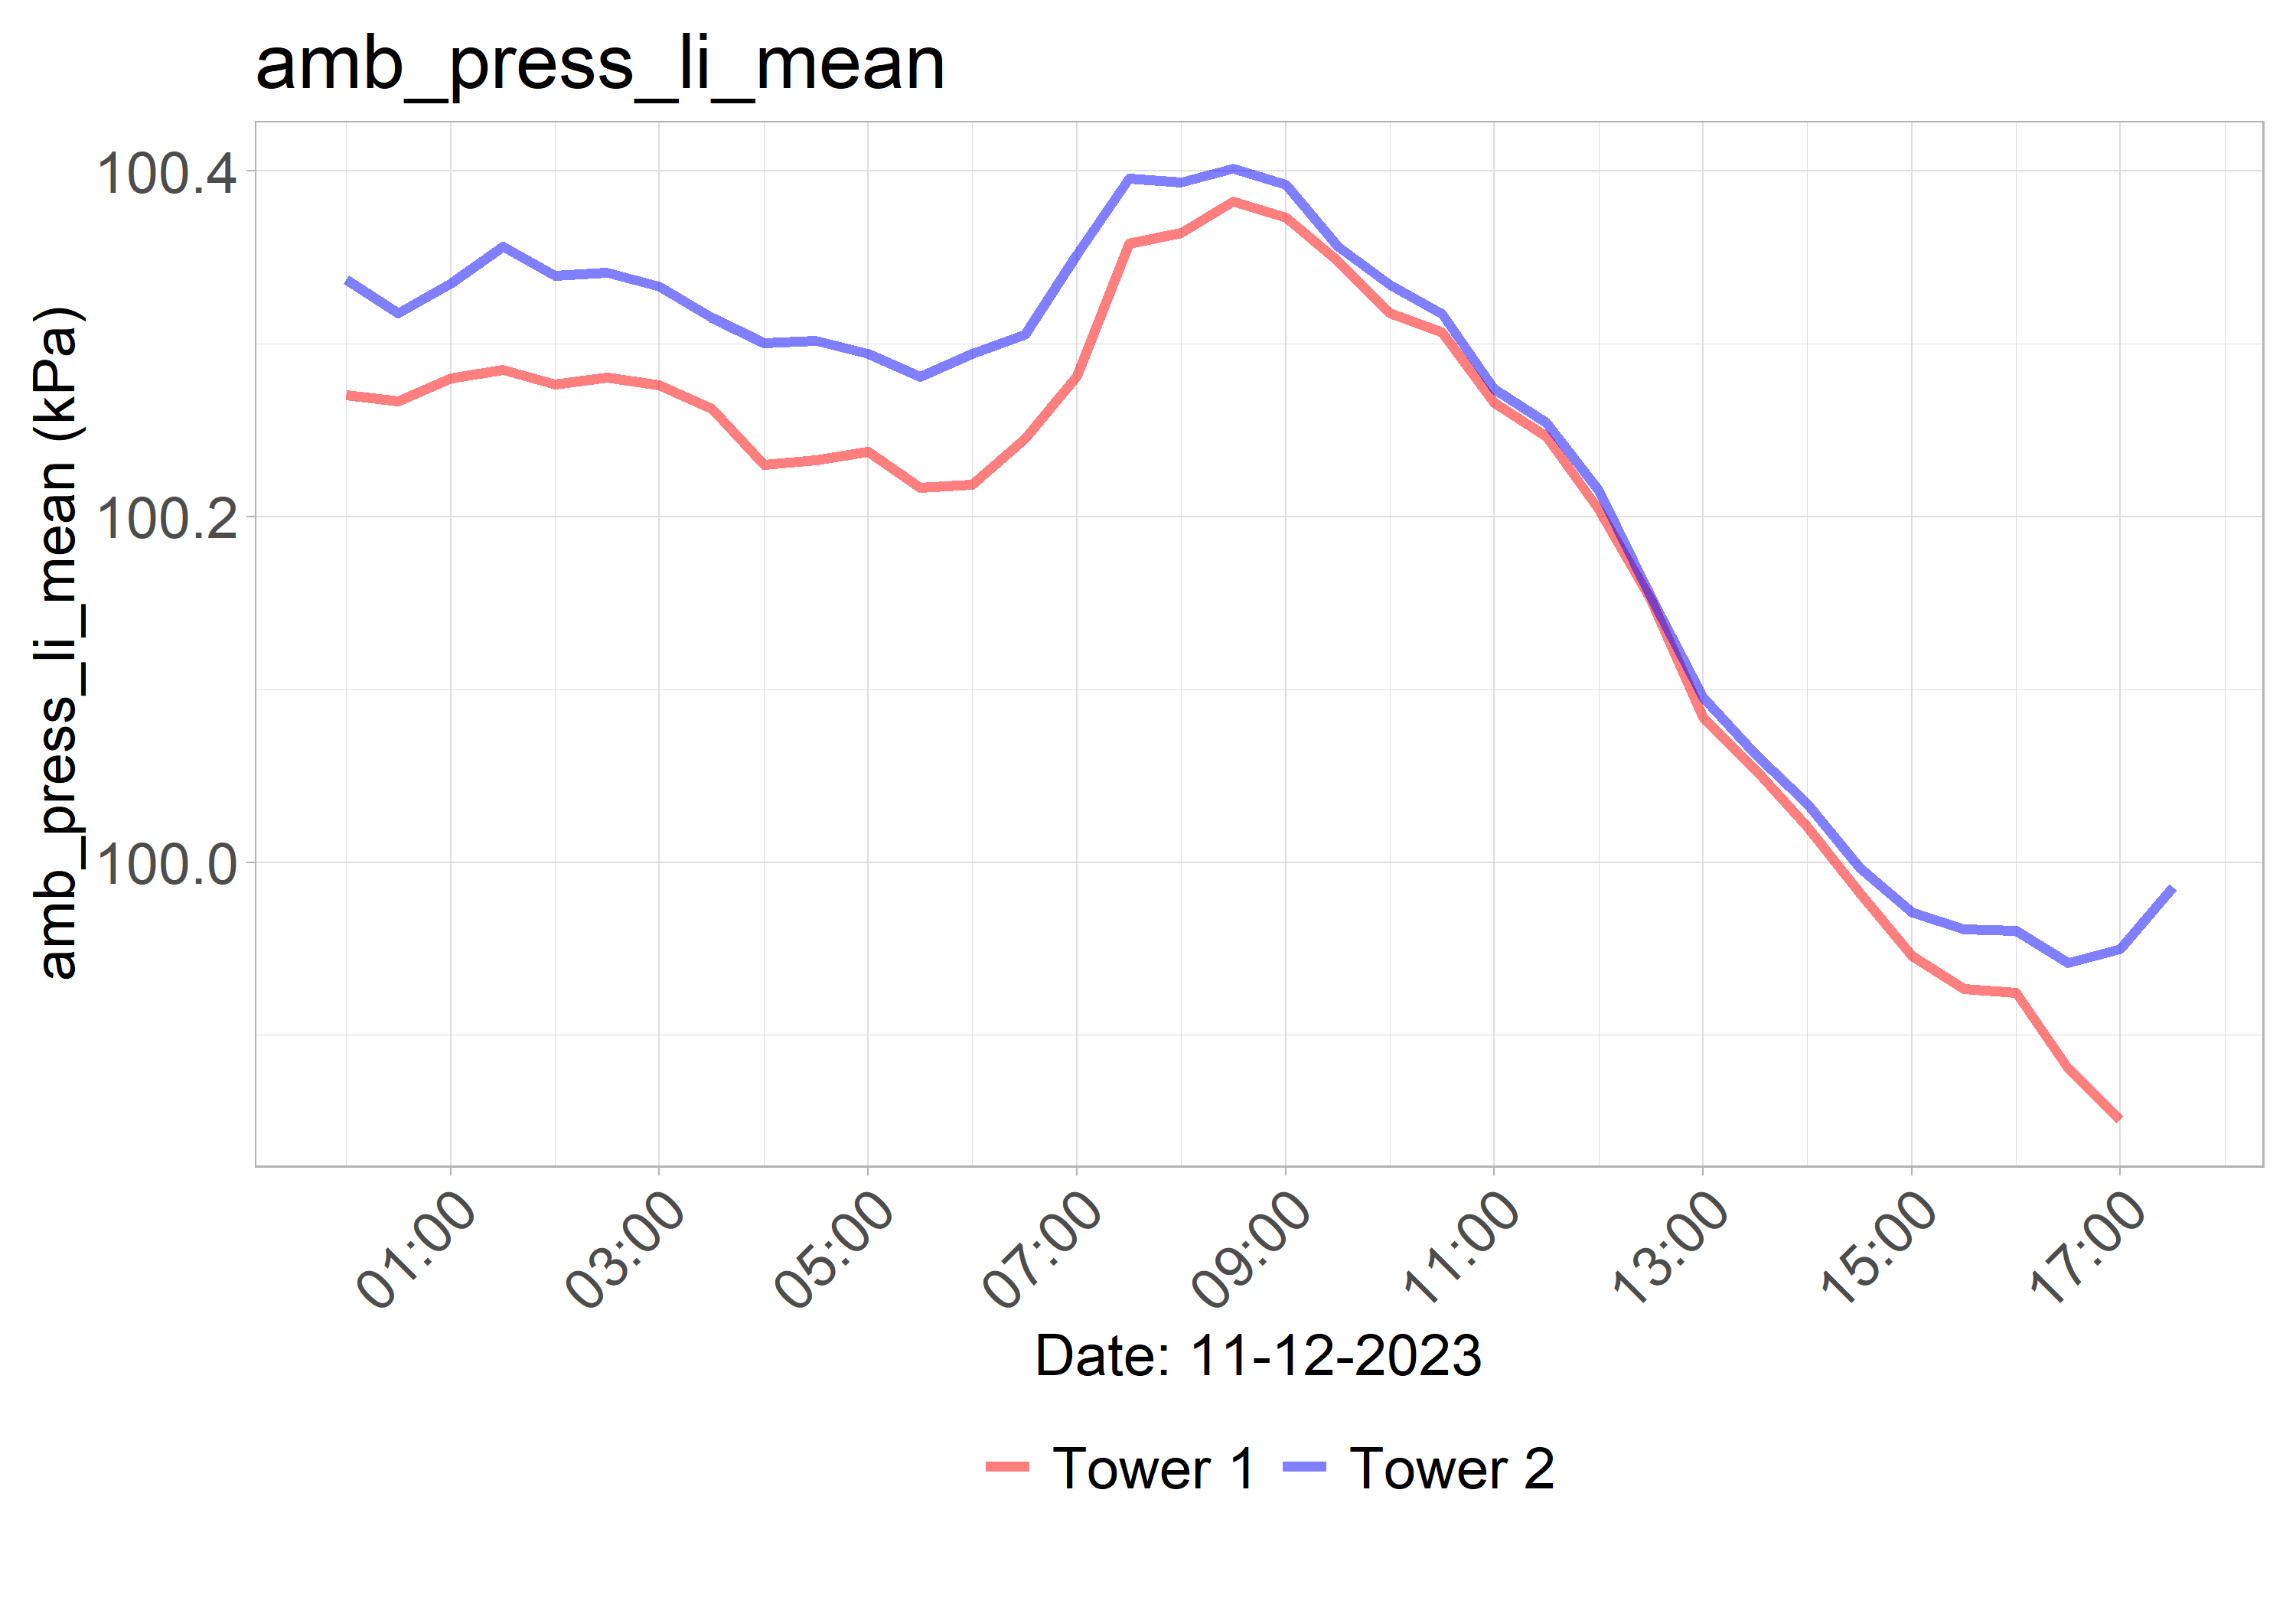 amb_press_li_mean
amb_press_li_mean (kPa)
100.4
100.2
100.0
01:00
03:00
05:00
07:00
09:00
11:00
13:00
15:00
17:00
Date: 11-12-2023
Tower 1
Tower 2